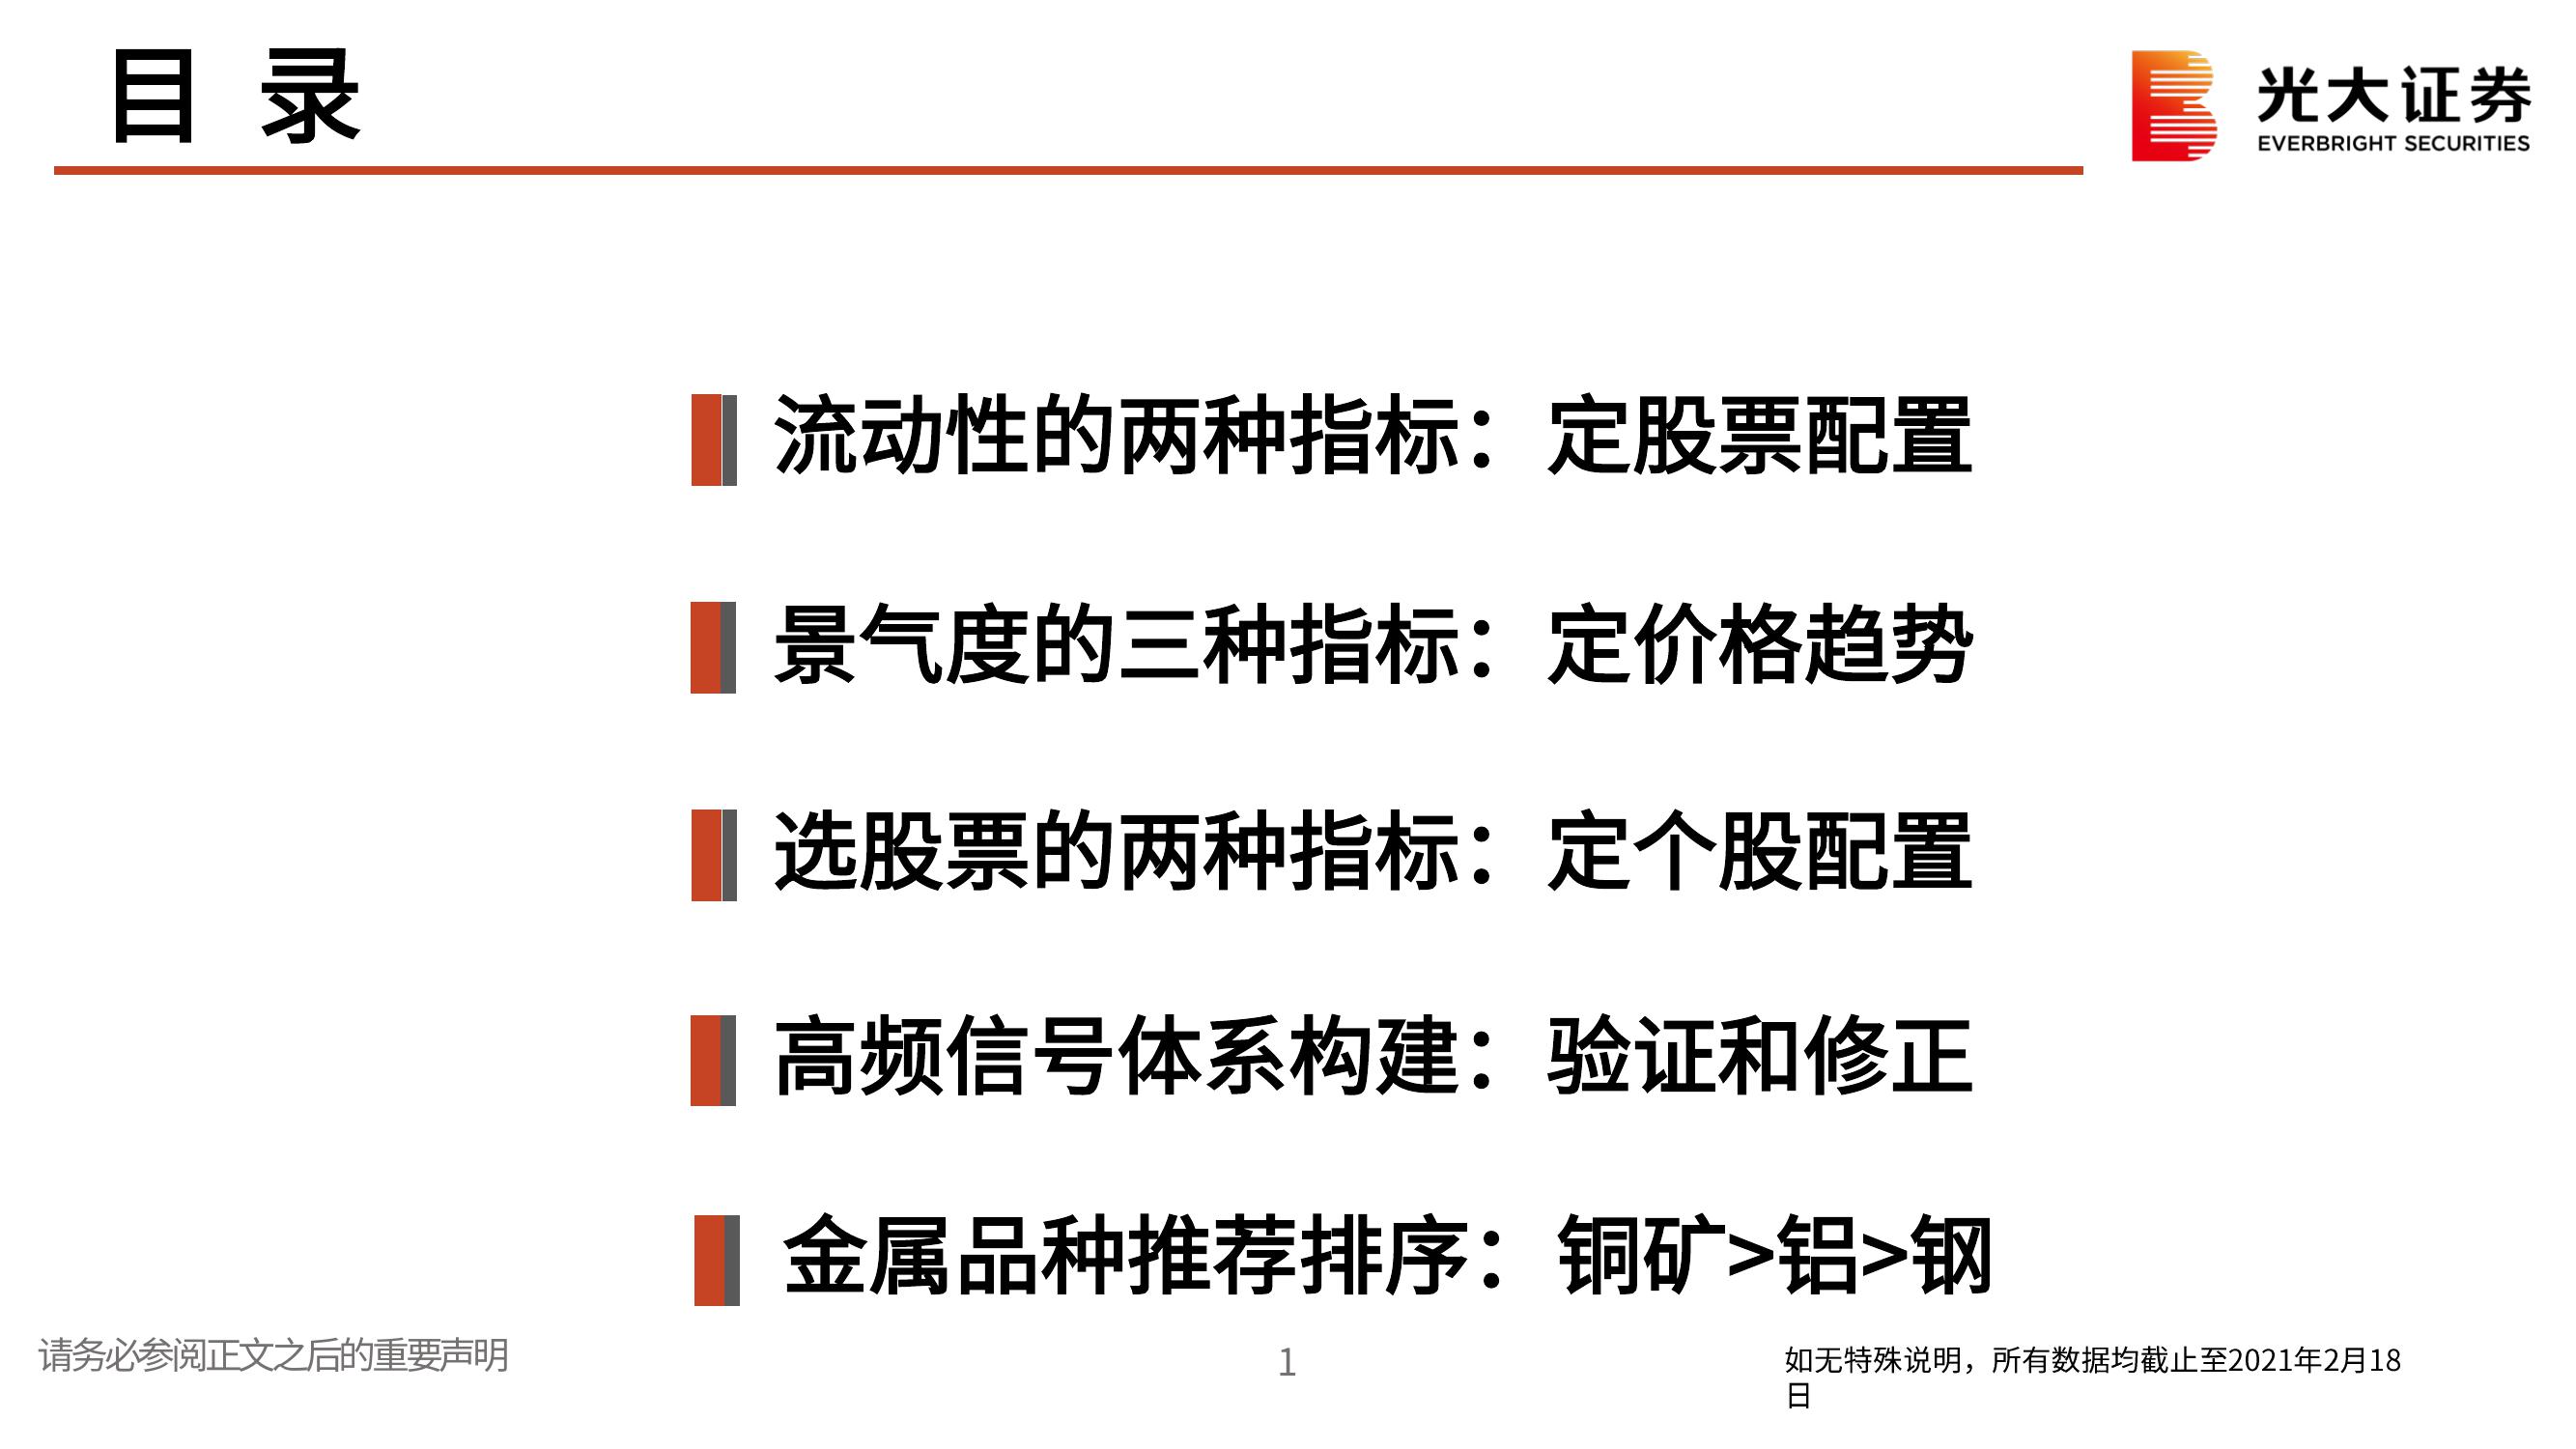 目 录
光大证券
EVERBRIGHT SECURITIES
流动性的两种指标：定股票配置
景气度的三种指标：定价格趋势
选股票的两种指标：定个股配置
高频信号体系构建：验证和修正
金属品种推荐排序：铜矿>铝>钢
请务必参阅正文之后的重要声明
1
如无特殊说明，所有数据均截止至2021年2月18
日